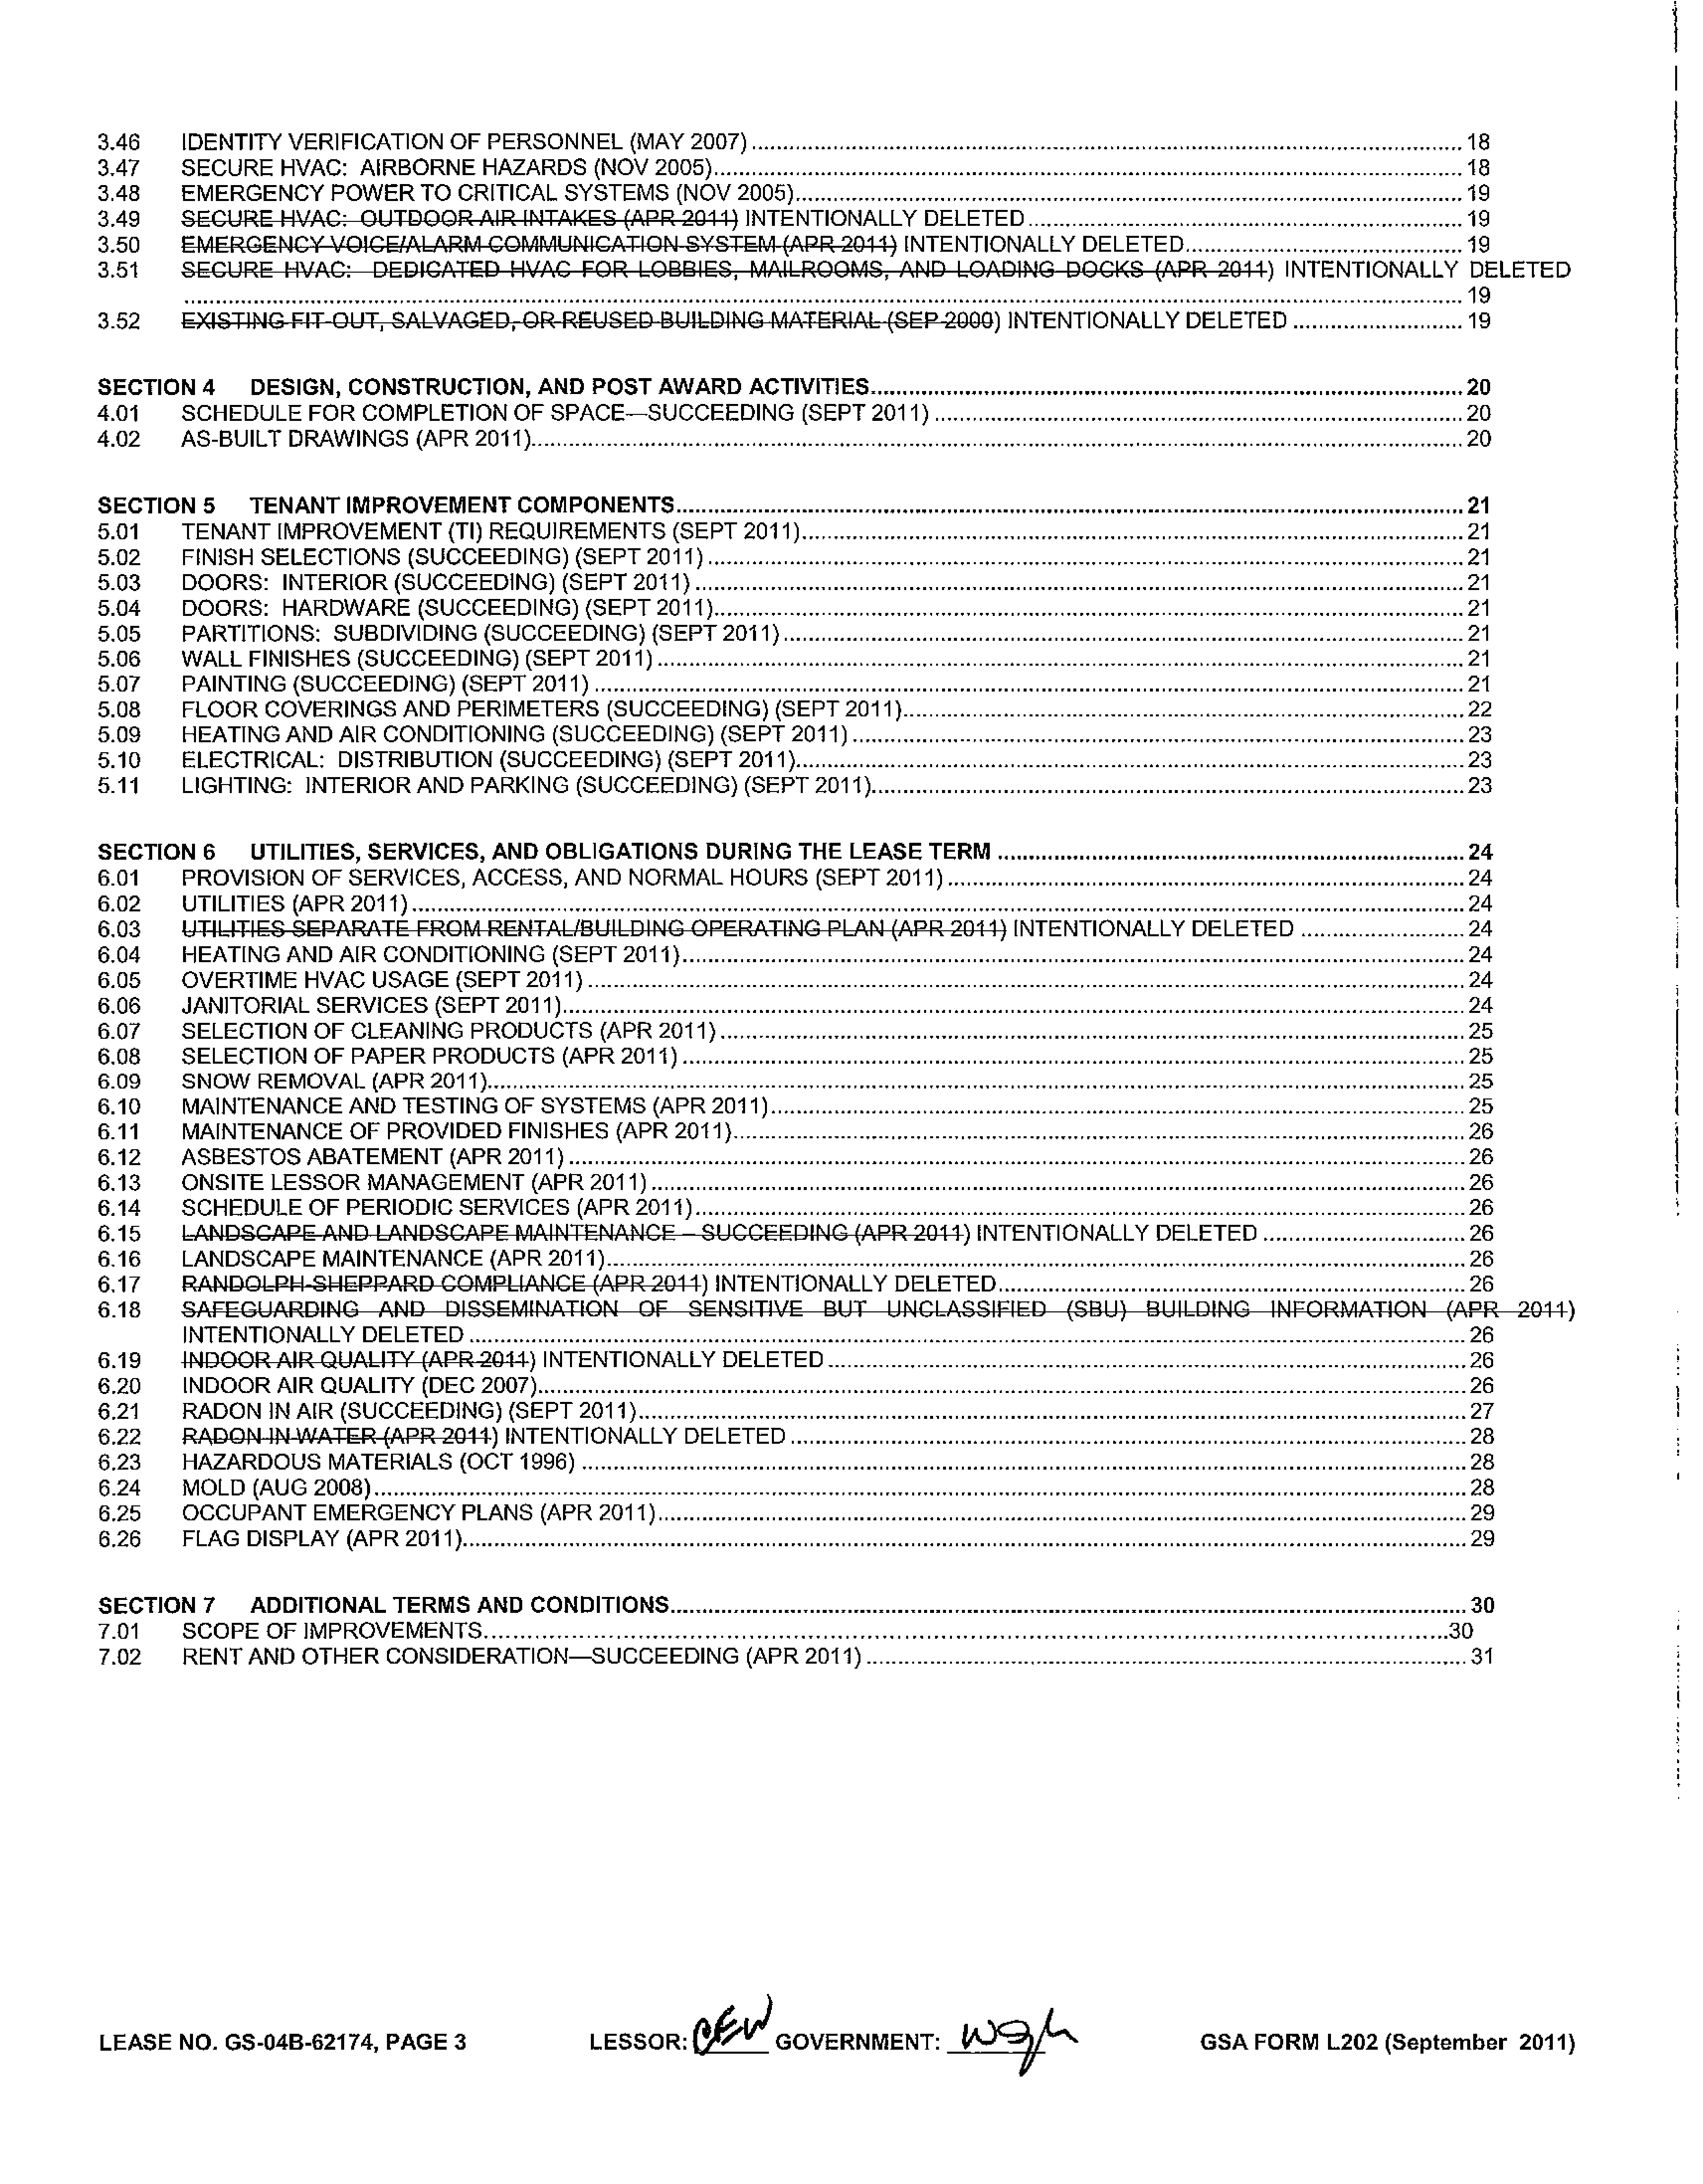 3.46 IDENTITY VERIFICATION OF PERSONNEL (MAY 2007) ........ 18
3.47 SECURE HVAC: AIRBORNE HAZARDS (NOV 2005) ........ 18
3.48 EMERGENCY POWER TO CRITICAL SYSTEMS (NOV 2005) ........ 19
3.49 SECURE HVAC: OUTDOOR AIR INTAKES (APR 2011) INTENTIONALLY DELETED ........ 19
3.50 EMERGENCY VOICE/ALARM COMMUNICATION SYSTEM (APR 2011) INTENTIONALLY DELETED ........ 19
3.51 SECURE HVAC: DEDICATED HVAC FOR LOBBIES, MAILROOMS, AND LOADING DOCKS (APR 2011) INTENTIONALLY DELETED
........ 19
3.52 EXISTING FIT-OUT, SALVAGED, OR REUSED BUILDING MATERIAL (SEP 2000) INTENTIONALLY DELETED ........ 19
SECTION 4 DESIGN, CONSTRUCTION, AND POST AWARD ACTIVITIES ........ 20
4.01 SCHEDULE FOR COMPLETION OF SPACE—SUCCEEDING (SEPT 2011) ........ 20
4.02 AS-BUILT DRAWINGS (APR 2011) ........ 20
SECTION 5 TENANT IMPROVEMENT COMPONENTS ........ 21
5.01 TENANT IMPROVEMENT (TI) REQUIREMENTS (SEPT 2011) ........ 21
5.02 FINISH SELECTIONS (SUCCEEDING) (SEPT 2011) ........ 21
5.03 DOORS: INTERIOR (SUCCEEDING) (SEPT 2011) ........ 21
5.04 DOORS: HARDWARE (SUCCEEDING) (SEPT 2011) ........ 21
5.05 PARTITIONS: SUBDIVIDING (SUCCEEDING) (SEPT 2011) ........ 21
5.06 WALL FINISHES (SUCCEEDING) (SEPT 2011) ........ 21
5.07 PAINTING (SUCCEEDING) (SEPT 2011) ........ 21
5.08 FLOOR COVERINGS AND PERIMETERS (SUCCEEDING) (SEPT 2011) ........ 22
5.09 HEATING AND AIR CONDITIONING (SUCCEEDING) (SEPT 2011) ........ 23
5.10 ELECTRICAL: DISTRIBUTION (SUCCEEDING) (SEPT 2011) ........ 23
5.11 LIGHTING: INTERIOR AND PARKING (SUCCEEDING) (SEPT 2011) ........ 23
SECTION 6 UTILITIES, SERVICES, AND OBLIGATIONS DURING THE LEASE TERM ........ 24
6.01 PROVISION OF SERVICES, ACCESS, AND NORMAL HOURS (SEPT 2011) ........ 24
6.02 UTILITIES (APR 2011) ........ 24
6.03 UTILITIES SEPARATE FROM RENTAL/BUILDING OPERATING PLAN (APR 2011) INTENTIONALLY DELETED ........ 24
6.04 HEATING AND AIR CONDITIONING (SEPT 2011) ........ 24
6.05 OVERTIME HVAC USAGE (SEPT 2011) ........ 24
6.06 JANITORIAL SERVICES (SEPT 2011) ........ 24
6.07 SELECTION OF CLEANING PRODUCTS (APR 2011) ........ 25
6.08 SELECTION OF PAPER PRODUCTS (APR 2011) ........ 25
6.09 SNOW REMOVAL (APR 2011) ........ 25
6.10 MAINTENANCE AND TESTING OF SYSTEMS (APR 2011) ........ 25
6.11 MAINTENANCE OF PROVIDED FINISHES (APR 2011) ........ 26
6.12 ASBESTOS ABATEMENT (APR 2011) ........ 26
6.13 ONSITE LESSOR MANAGEMENT (APR 2011) ........ 26
6.14 SCHEDULE OF PERIODIC SERVICES (APR 2011) ........ 26
6.15 LANDSCAPE AND LANDSCAPE MAINTENANCE – SUCCEEDING (APR 2011) INTENTIONALLY DELETED ........ 26
6.16 LANDSCAPE MAINTENANCE (APR 2011) ........ 26
6.17 RANDOLPH-SHEPPARD COMPLIANCE (APR 2011) INTENTIONALLY DELETED ........ 26
6.18 SAFEGUARDING AND DISSEMINATION OF SENSITIVE BUT UNCLASSIFIED (SBU) BUILDING INFORMATION (APR 2011)
INTENTIONALLY DELETED ........ 26
6.19 INDOOR AIR QUALITY (APR 2011) INTENTIONALLY DELETED ........ 26
6.20 INDOOR AIR QUALITY (DEC 2007) ........ 26
6.21 RADON IN AIR (SUCCEEDING) (SEPT 2011) ........ 27
6.22 RADON IN WATER (APR 2011) INTENTIONALLY DELETED ........ 28
6.23 HAZARDOUS MATERIALS (OCT 1996) ........ 28
6.24 MOLD (AUG 2008) ........ 28
6.25 OCCUPANT EMERGENCY PLANS (APR 2011) ........ 29
6.26 FLAG DISPLAY (APR 2011) ........ 29
SECTION 7 ADDITIONAL TERMS AND CONDITIONS ........ 30
7.01 SCOPE OF IMPROVEMENTS ........ 30
7.02 RENT AND OTHER CONSIDERATION—SUCCEEDING (APR 2011) ........ 31
LEASE NO. GS-04B-62174, PAGE 3 LESSOR: GOVERNMENT: GSA FORM L202 (September 2011)